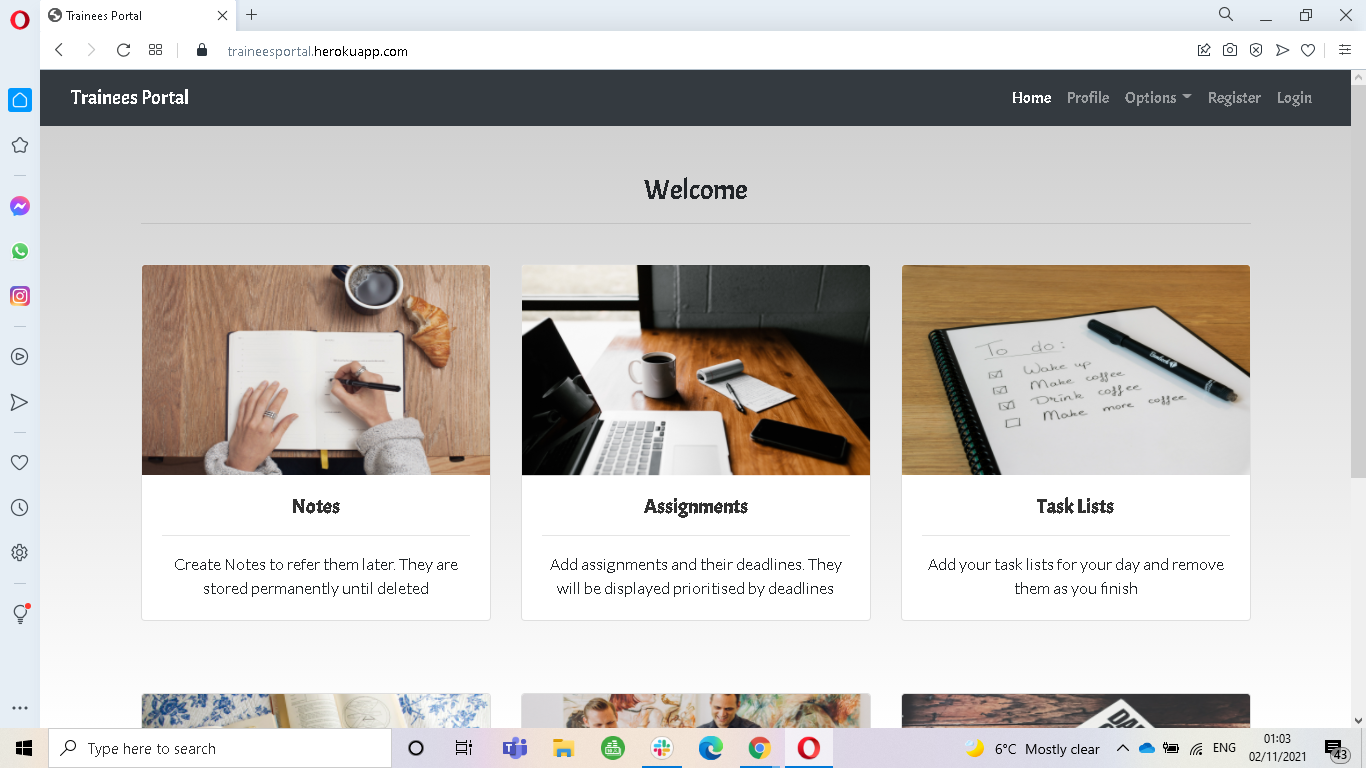 Trainees Portal
traineesportal.herokuapp.com
Trainees Portal
Home Profile Options Register Login
Welcome
To do:
Wake up
Make coffee
Drink coffee
Make more coffee
Notes
Create Notes to refer them later. They are
stored permanently until deleted
Assignments
Add assignments and their deadlines. They
will be displayed prioritised by deadlines
Task Lists
Add your task lists for your day and remove
them as you finish
Type here to search
6°C Mostly clear
ENG
01:03
02/11/2021
43